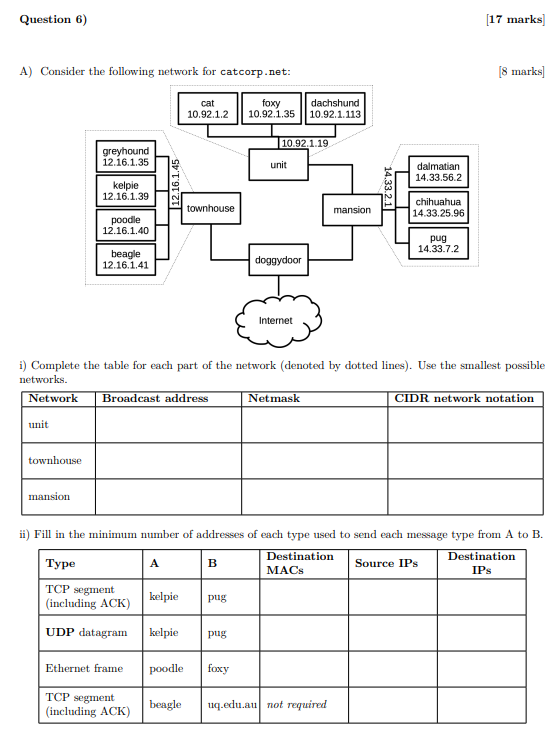 Question 6) [17 marks]
A) Consider the following network for catcorp.net: [8 marks]
cat
10.92.1.2
foxy
10.92.1.35
dachshund
10.92.1.113
10.92.1.19
unit
greyhound
12.16.1.35
kelpie
12.16.1.39
poodle
12.16.1.40
beagle
12.16.1.41
12.16.1.45
townhouse
mansion
14.33.2.1
dalmatian
14.33.56.2
chihuahua
14.33.25.96
pug
14.33.7.2
doggydoor
Internet
i) Complete the table for each part of the network (denoted by dotted lines). Use the smallest possible
networks.
Network Broadcast address Netmask CIDR network notation
unit
townhouse
mansion
ii) Fill in the minimum number of addresses of each type used to send each message type from A to B.
Type A B Destination MACs Source IPs Destination IPs
TCP segment
(including ACK) kelpie pug
UDP datagram kelpie pug
Ethernet frame poodle foxy
TCP segment
(including ACK) beagle uq.edu.au not required